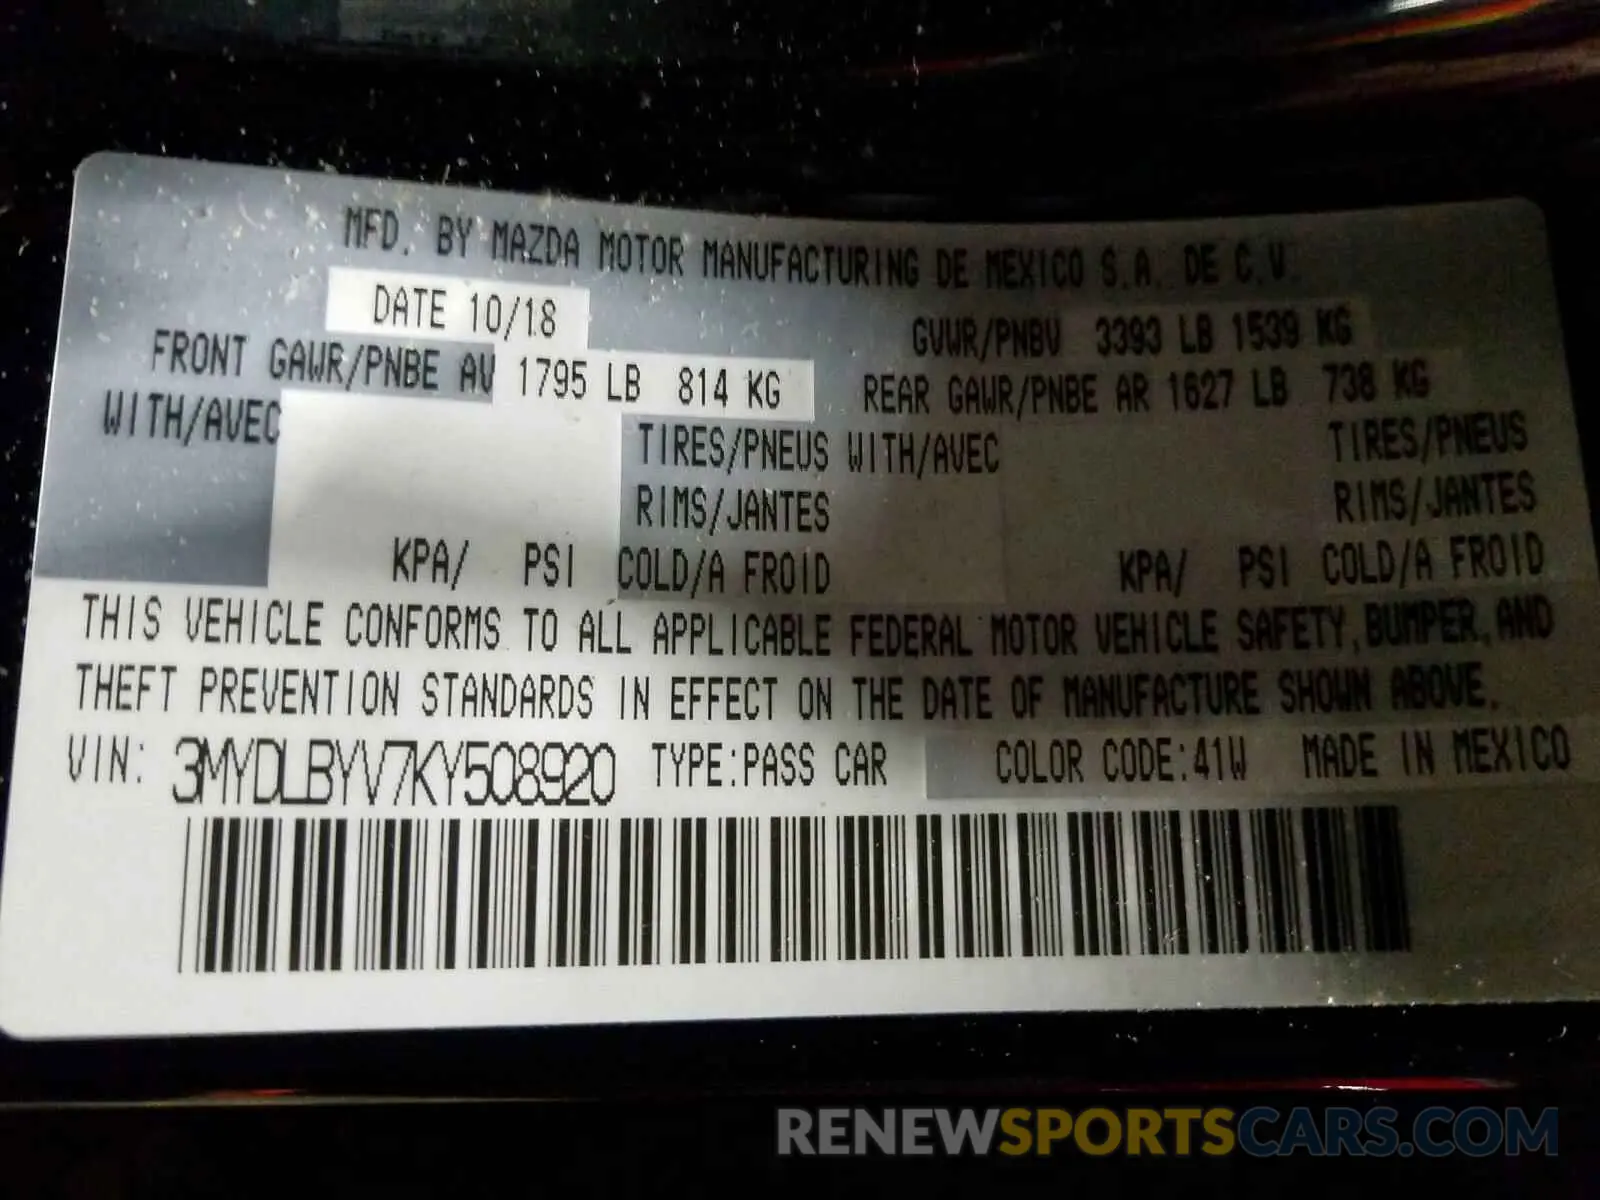 MFD. BY MAZDA MOTOR MANUFACTURING DE MEXICO S.A. DE C.V.
DATE 10/18 GVWR/PNBV 3393 LB 1539 KG
FRONT GAWR/PNBE AV 1795 LB 814 KG REAR GAWR/PNBE AR 1627 LB 738 KG
WITH/AVEC TIRES/PNEUS WITH/AVEC TIRES/PNEUS
RIMS/JANTES RIMS/JANTES
KPA/ PSI COLD/A FROID KPA/ PSI COLD/A FROID
THIS VEHICLE CONFORMS TO ALL APPLICABLE FEDERAL MOTOR VEHICLE SAFETY, BUMPER, AND
THEFT PREVENTION STANDARDS IN EFFECT ON THE DATE OF MANUFACTURE SHOWN ABOVE.
VIN: 3MYDLBYV7KY508920 TYPE:PASS CAR COLOR CODE:41W MADE IN MEXICO
RENEWSPORTSCARS.COM